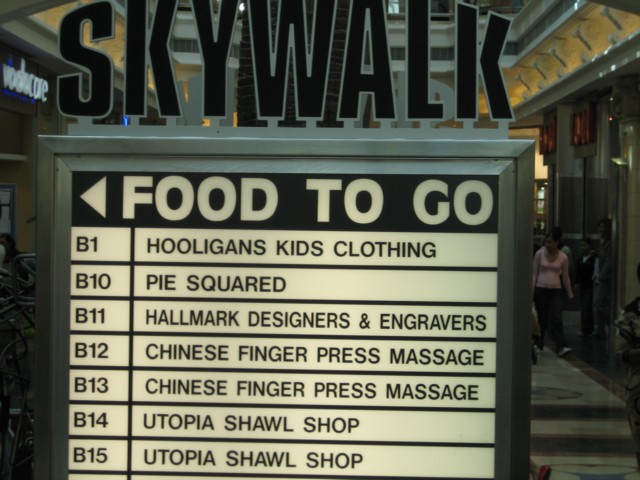 SKYWALK
FOOD TO GO
B1 HOOLIGANS KIDS CLOTHING
B10 PIE SQUARED
B11 HALLMARK DESIGNERS & ENGRAVERS
B12 CHINESE FINGER PRESS MASSAGE
B13 CHINESE FINGER PRESS MASSAGE
B14 UTOPIA SHAWL SHOP
B15 UTOPIA SHAWL SHOP